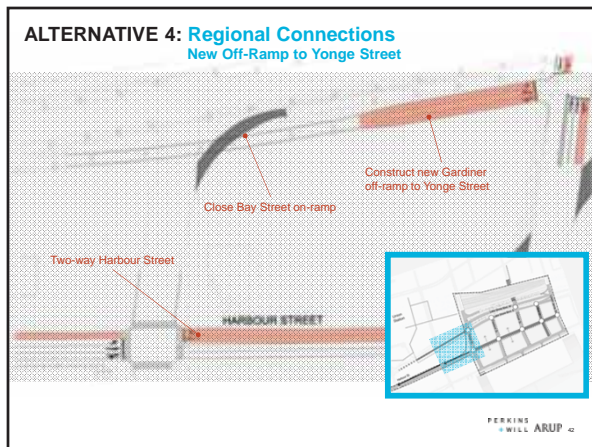 ALTERNATIVE 4: Regional Connections
New Off-Ramp to Yonge Street
Construct new Gardiner
off-ramp to Yonge Street
Close Bay Street on-ramp
Two-way Harbour Street
HARBOUR STREET
PERKINS
+ WILL ARUP 42